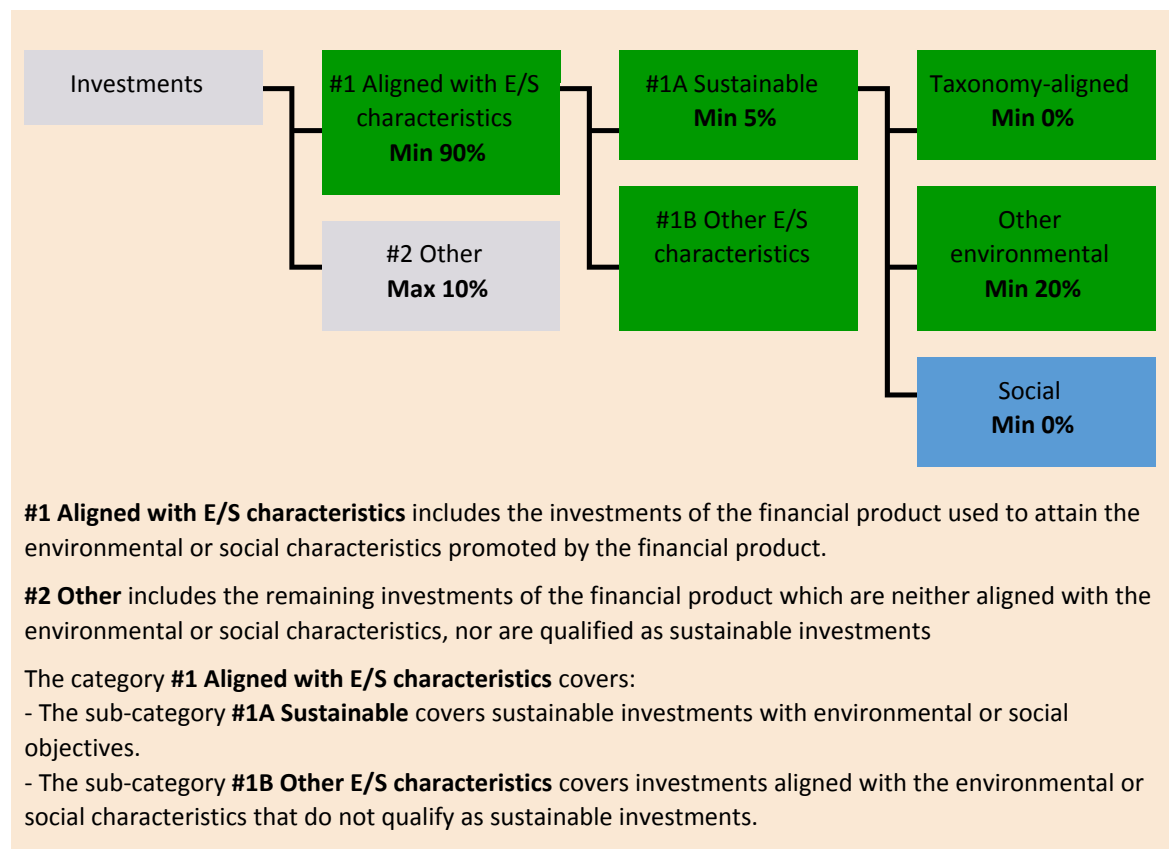 Investments
#1 Aligned with E/S
characteristics
Min 90%
#2 Other
Max 10%
#1A Sustainable
Min 5%
#1B Other E/S
characteristics
Taxonomy-aligned
Min 0%
Other
environmental
Min 20%
Social
Min 0%
#1 Aligned with E/S characteristics includes the investments of the financial product used to attain the
environmental or social characteristics promoted by the financial product.
#2 Other includes the remaining investments of the financial product which are neither aligned with the
environmental or social characteristics, nor are qualified as sustainable investments
The category #1 Aligned with E/S characteristics covers:
- The sub-category #1A Sustainable covers sustainable investments with environmental or social
objectives.
- The sub-category #1B Other E/S characteristics covers investments aligned with the environmental or
social characteristics that do not qualify as sustainable investments.